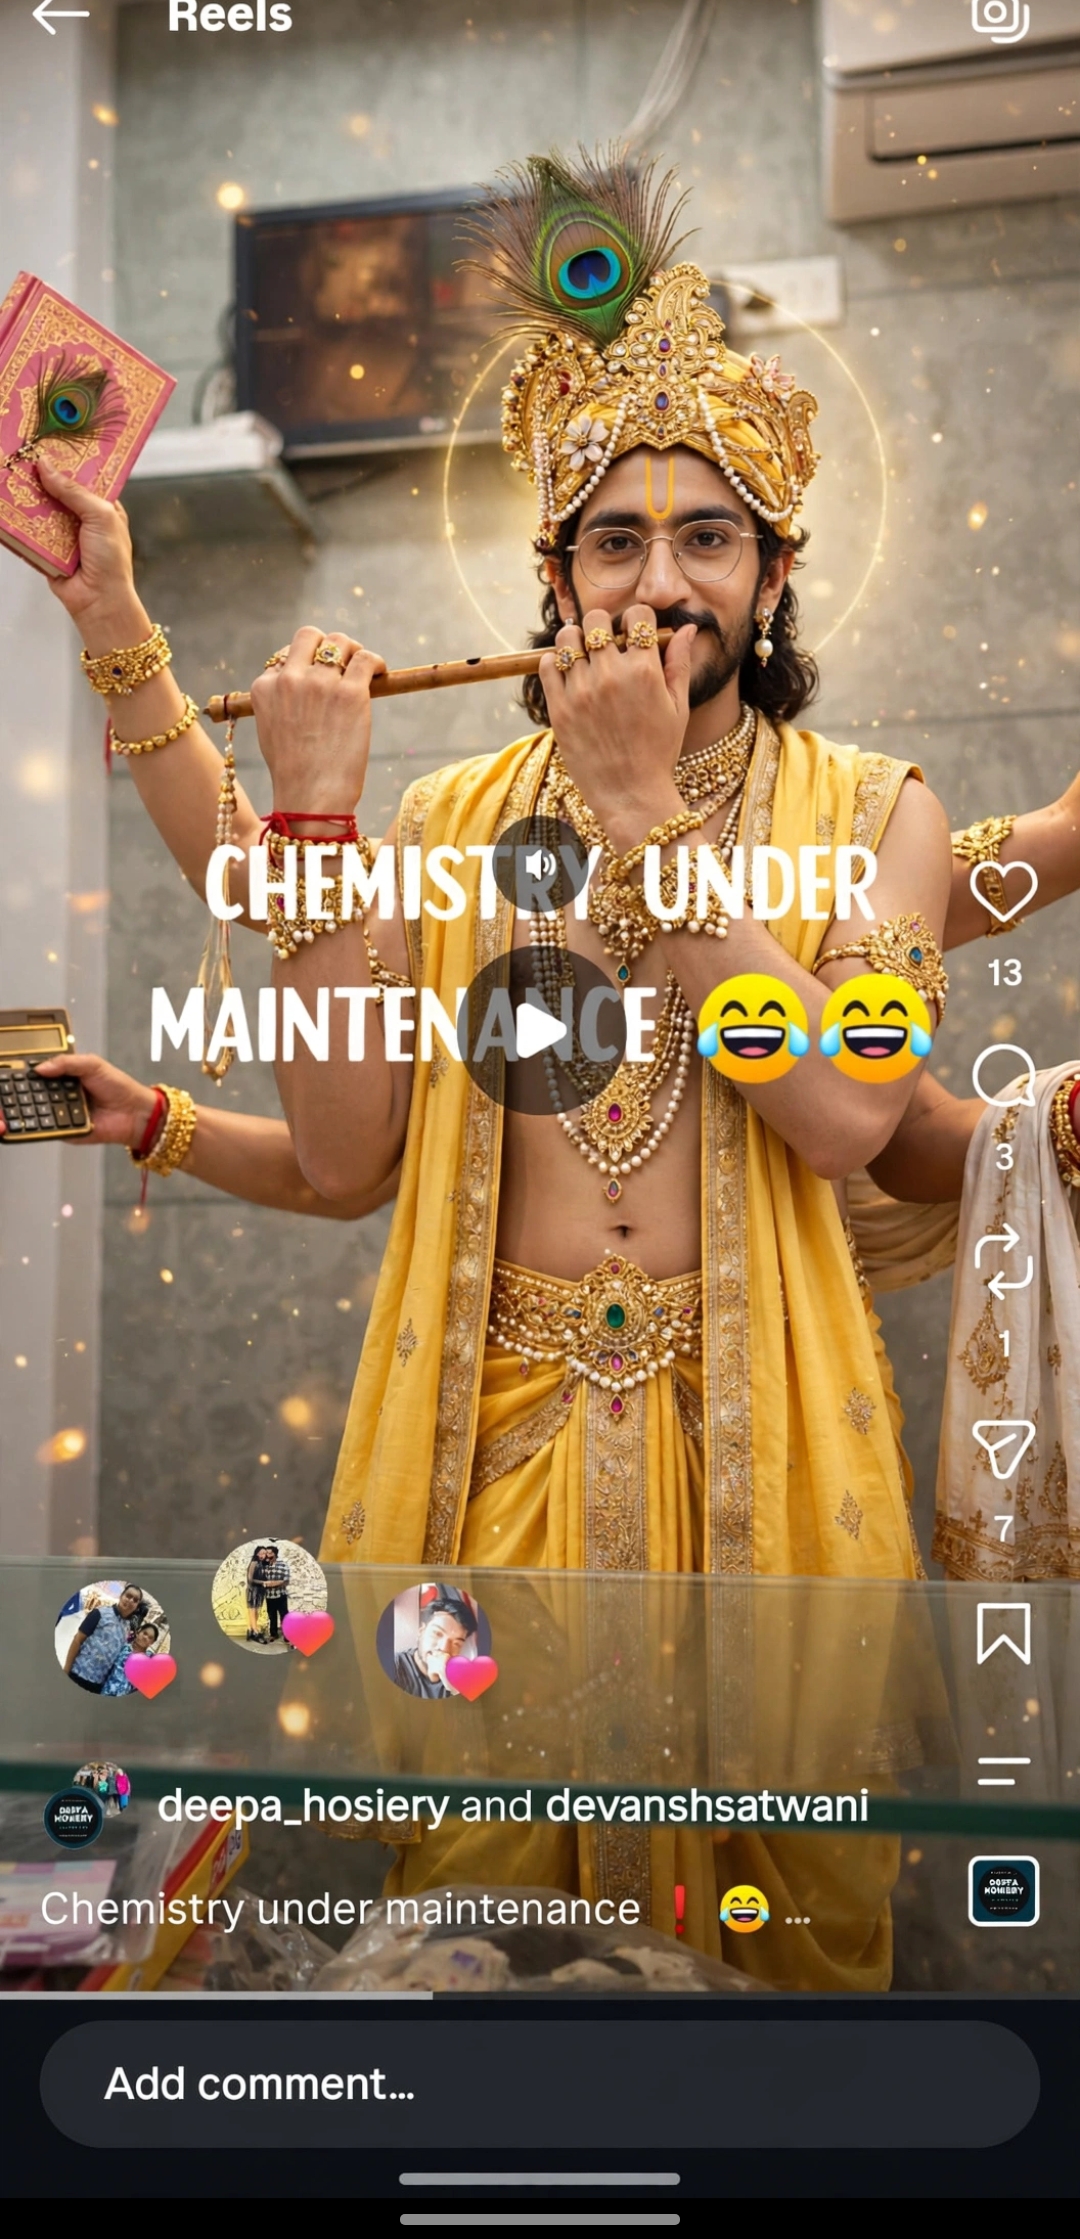 Reels
CHEMISTRY UNDER
MAINTENANCE 😂😂
13
3
1
7
deepa_hosiery and devanshsatwani
Chemistry under maintenance ❗ 😂 ...
Add comment...